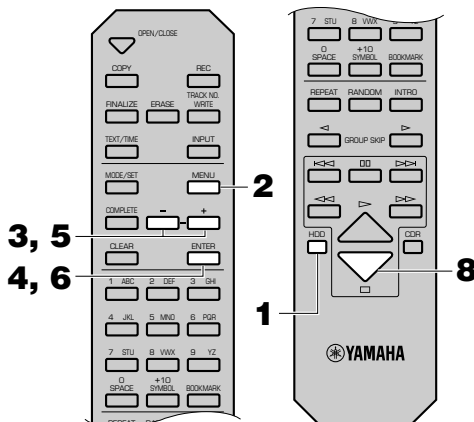 OPEN/CLOSE
COPY REC
FINALIZE ERASE TRACK NO. WRITE
TEXT/TIME INPUT
MODE/SET MENU 2
COMPLETE - +
3, 5
CLEAR ENTER
4, 6
1 ABC 2 DEF 3 GHI
4 JKL 5 MNO 6 PQR
7 STU 8 VWX 9 YZ
0 SPACE +10 SYMBOL BOOKMARK
7 STU 8 VWX
0 SPACE +10 SYMBOL BOOKMARK
REPEAT RANDOM INTRO
GROUP SKIP
HDD CDR
1
8
YAMAHA